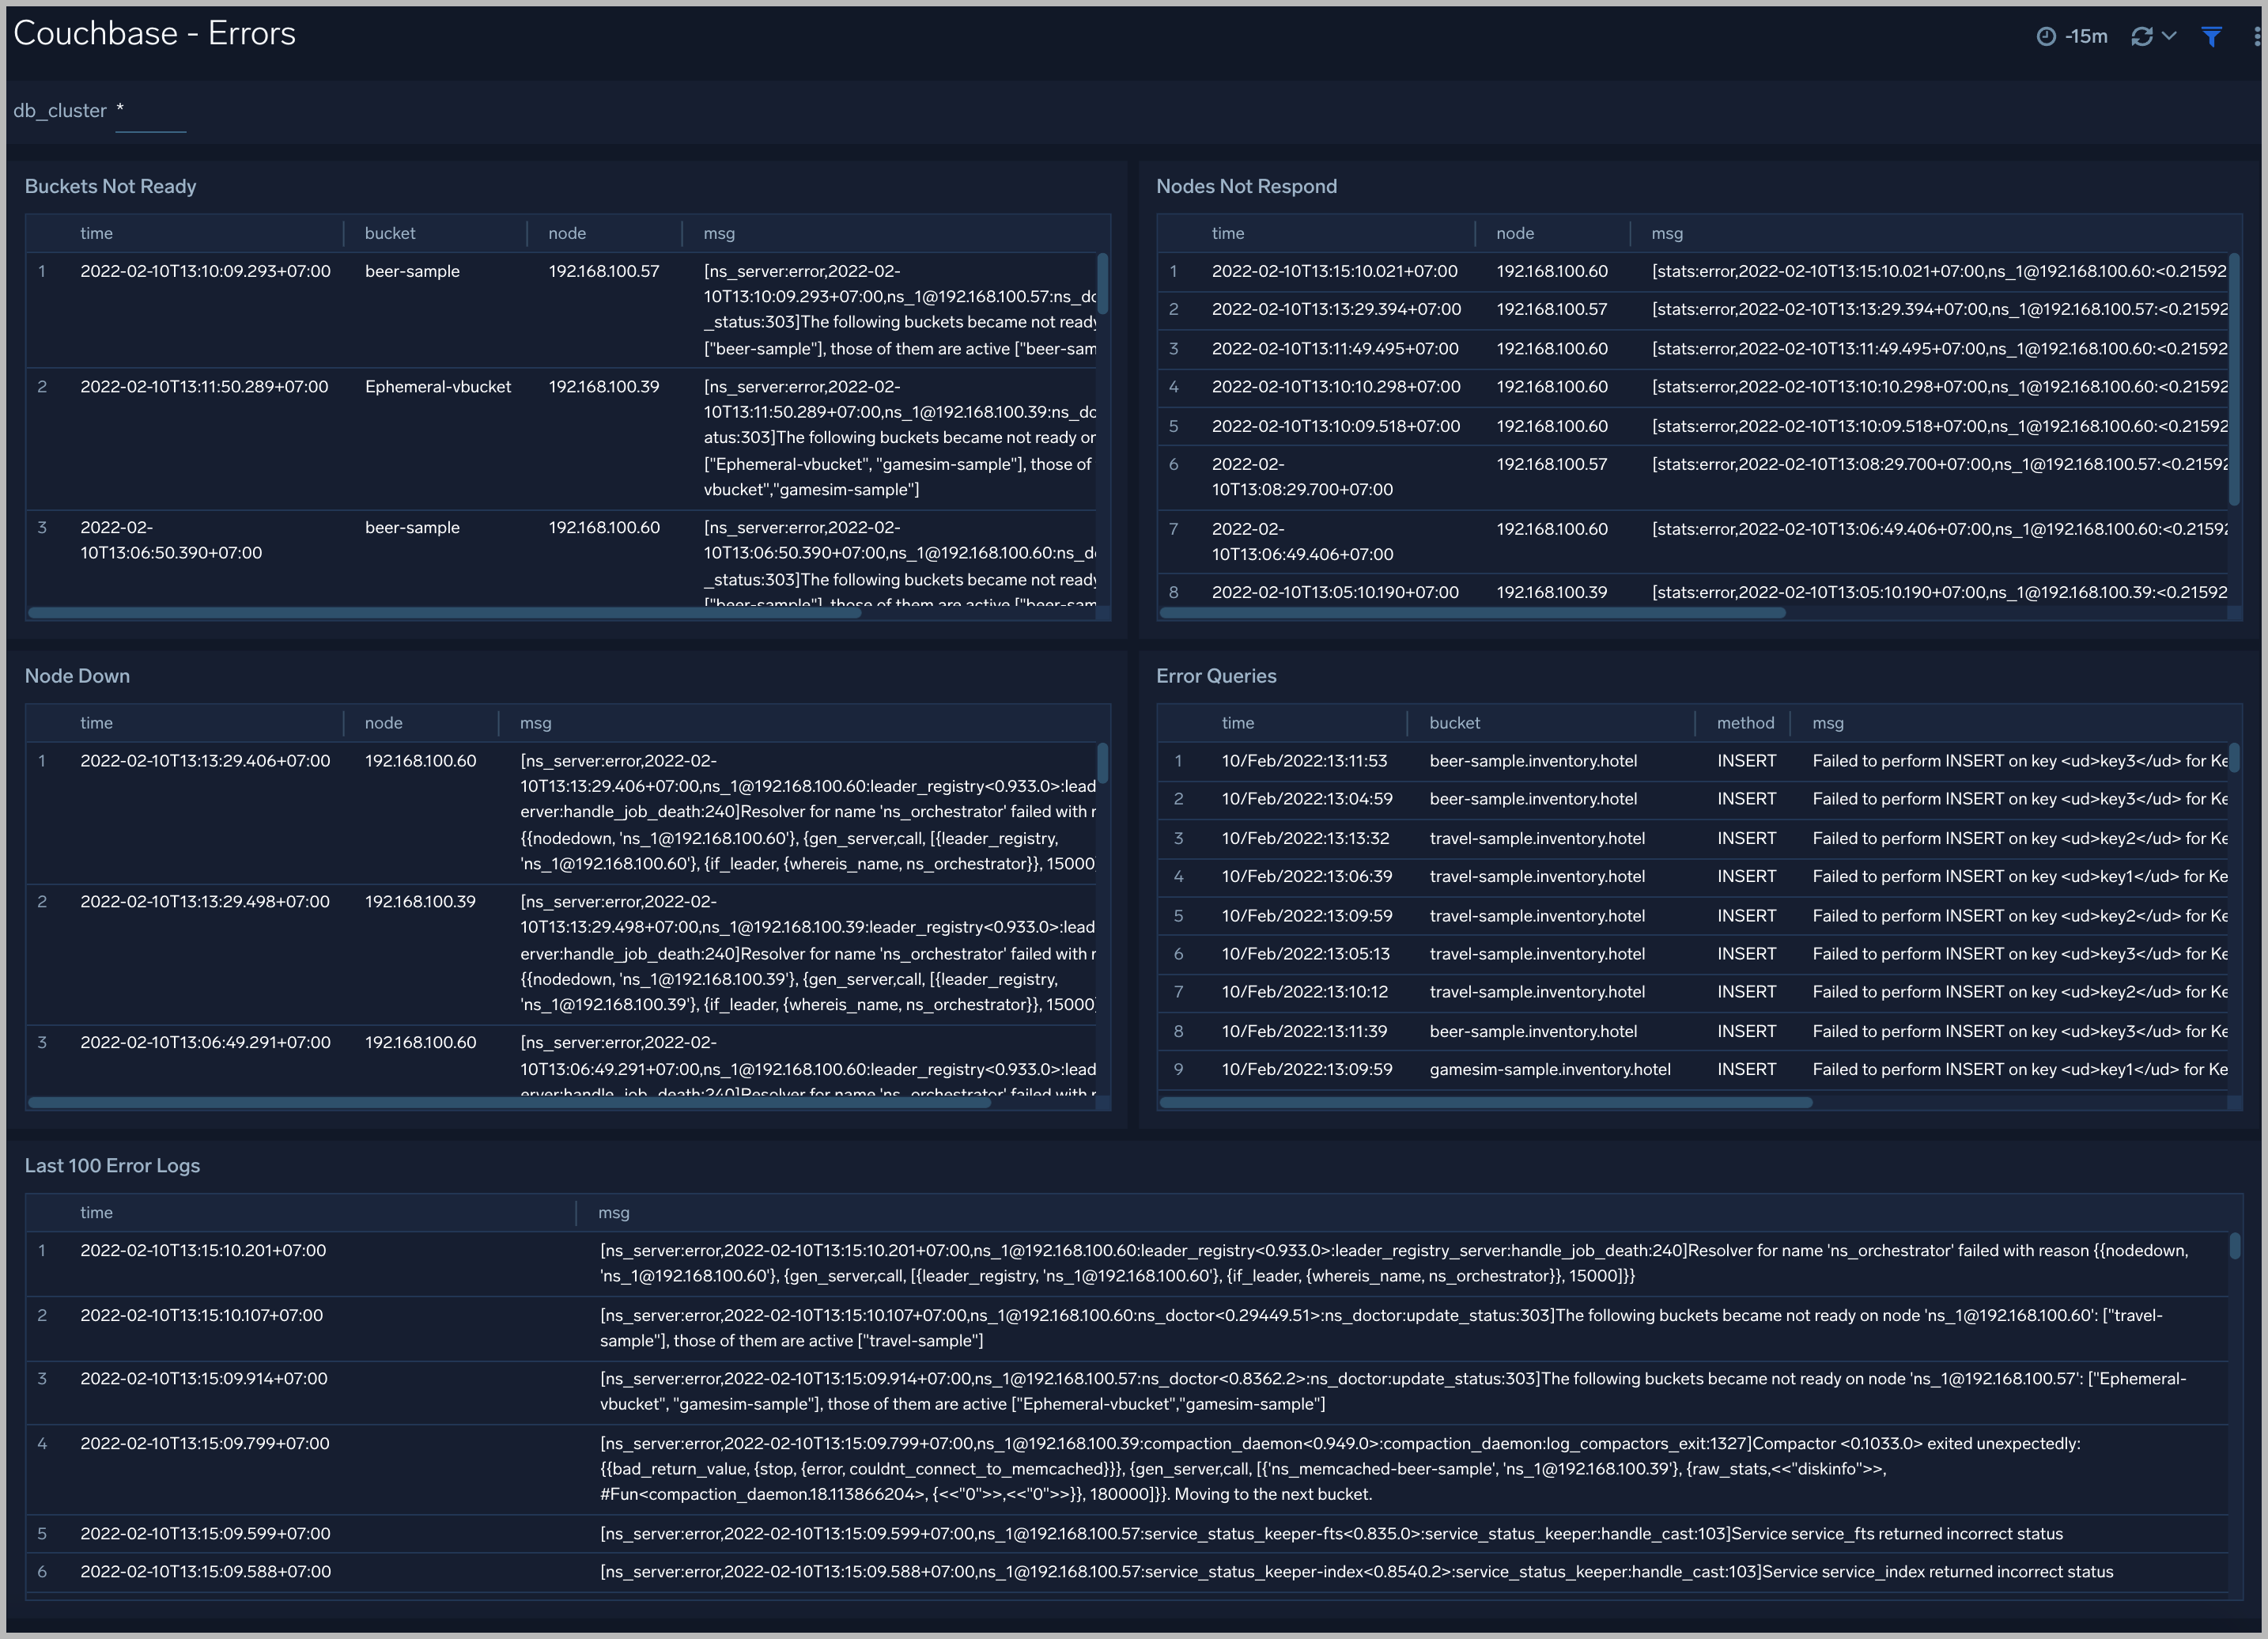 Couchbase - Errors
-15m
db_cluster *
Buckets Not Ready
time bucket node msg
1 2022-02-10T13:10:09.293+07:00 beer-sample 192.168.100.57 [ns_server:error,2022-02-
10T13:10:09.293+07:00,ns_1@192.168.100.57:ns_do
_status:303]The following buckets became not ready
["beer-sample"], those of them are active ["beer-sam
2 2022-02-10T13:11:50.289+07:00 Ephemeral-vbucket 192.168.100.39 [ns_server:error,2022-02-
10T13:11:50.289+07:00,ns_1@192.168.100.39:ns_do
atus:303]The following buckets became not ready on
["Ephemeral-vbucket", "gamesim-sample"], those of
vbucket","gamesim-sample"]
3 2022-02- beer-sample 192.168.100.60 [ns_server:error,2022-02-
10T13:06:50.390+07:00 10T13:06:50.390+07:00,ns_1@192.168.100.60:ns_do
_status:303]The following buckets became not ready
["beer-sample"], those of them are active ["beer-sam
Nodes Not Respond
time node msg
1 2022-02-10T13:15:10.021+07:00 192.168.100.60 [stats:error,2022-02-10T13:15:10.021+07:00,ns_1@192.168.100.60:<0.21592
2 2022-02-10T13:13:29.394+07:00 192.168.100.57 [stats:error,2022-02-10T13:13:29.394+07:00,ns_1@192.168.100.57:<0.21592
3 2022-02-10T13:11:49.495+07:00 192.168.100.60 [stats:error,2022-02-10T13:11:49.495+07:00,ns_1@192.168.100.60:<0.21592
4 2022-02-10T13:10:10.298+07:00 192.168.100.60 [stats:error,2022-02-10T13:10:10.298+07:00,ns_1@192.168.100.60:<0.21592
5 2022-02-10T13:10:09.518+07:00 192.168.100.60 [stats:error,2022-02-10T13:10:09.518+07:00,ns_1@192.168.100.60:<0.21592
6 2022-02- 192.168.100.57 [stats:error,2022-02-10T13:08:29.700+07:00,ns_1@192.168.100.57:<0.21592
10T13:08:29.700+07:00
7 2022-02- 192.168.100.60 [stats:error,2022-02-10T13:06:49.406+07:00,ns_1@192.168.100.60:<0.21592
10T13:06:49.406+07:00
8 2022-02-10T13:05:10.190+07:00 192.168.100.39 [stats:error,2022-02-10T13:05:10.190+07:00,ns_1@192.168.100.39:<0.21592
Node Down
time node msg
1 2022-02-10T13:13:29.406+07:00 192.168.100.60 [ns_server:error,2022-02-
10T13:13:29.406+07:00,ns_1@192.168.100.60:leader_registry<0.933.0>:lead
erver:handle_job_death:240]Resolver for name 'ns_orchestrator' failed with r
{{nodedown, 'ns_1@192.168.100.60'}, {gen_server,call, [{leader_registry,
'ns_1@192.168.100.60'}, {if_leader, {whereis_name, ns_orchestrator}}, 15000]
2 2022-02-10T13:13:29.498+07:00 192.168.100.39 [ns_server:error,2022-02-
10T13:13:29.498+07:00,ns_1@192.168.100.39:leader_registry<0.933.0>:lead
erver:handle_job_death:240]Resolver for name 'ns_orchestrator' failed with r
{{nodedown, 'ns_1@192.168.100.39'}, {gen_server,call, [{leader_registry,
'ns_1@192.168.100.39'}, {if_leader, {whereis_name, ns_orchestrator}}, 15000]
3 2022-02-10T13:06:49.291+07:00 192.168.100.60 [ns_server:error,2022-02-
10T13:06:49.291+07:00,ns_1@192.168.100.60:leader_registry<0.933.0>:lead
erver:handle_job_death:240]Resolver for name 'ns_orchestrator' failed with r
Error Queries
time bucket method msg
1 10/Feb/2022:13:11:53 beer-sample.inventory.hotel INSERT Failed to perform INSERT on key <ud>key3</ud> for Ke
2 10/Feb/2022:13:04:59 beer-sample.inventory.hotel INSERT Failed to perform INSERT on key <ud>key3</ud> for Ke
3 10/Feb/2022:13:13:32 travel-sample.inventory.hotel INSERT Failed to perform INSERT on key <ud>key2</ud> for Ke
4 10/Feb/2022:13:06:39 travel-sample.inventory.hotel INSERT Failed to perform INSERT on key <ud>key1</ud> for Ke
5 10/Feb/2022:13:09:59 travel-sample.inventory.hotel INSERT Failed to perform INSERT on key <ud>key2</ud> for Ke
6 10/Feb/2022:13:05:13 travel-sample.inventory.hotel INSERT Failed to perform INSERT on key <ud>key3</ud> for Ke
7 10/Feb/2022:13:10:12 travel-sample.inventory.hotel INSERT Failed to perform INSERT on key <ud>key2</ud> for Ke
8 10/Feb/2022:13:11:39 beer-sample.inventory.hotel INSERT Failed to perform INSERT on key <ud>key3</ud> for Ke
9 10/Feb/2022:13:09:59 gamesim-sample.inventory.hotel INSERT Failed to perform INSERT on key <ud>key1</ud> for Ke
Last 100 Error Logs
time msg
1 2022-02-10T13:15:10.201+07:00 [ns_server:error,2022-02-10T13:15:10.201+07:00,ns_1@192.168.100.60:leader_registry<0.933.0>:leader_registry_server:handle_job_death:240]Resolver for name 'ns_orchestrator' failed with reason {{nodedown,
'ns_1@192.168.100.60'}, {gen_server,call, [{leader_registry, 'ns_1@192.168.100.60'}, {if_leader, {whereis_name, ns_orchestrator}}, 15000]}}
2 2022-02-10T13:15:10.107+07:00 [ns_server:error,2022-02-10T13:15:10.107+07:00,ns_1@192.168.100.60:ns_doctor<0.29449.51>:ns_doctor:update_status:303]The following buckets became not ready on node 'ns_1@192.168.100.60': ["travel-
sample"], those of them are active ["travel-sample"]
3 2022-02-10T13:15:09.914+07:00 [ns_server:error,2022-02-10T13:15:09.914+07:00,ns_1@192.168.100.57:ns_doctor<0.8362.2>:ns_doctor:update_status:303]The following buckets became not ready on node 'ns_1@192.168.100.57': ["Ephemeral-
vbucket", "gamesim-sample"], those of them are active ["Ephemeral-vbucket","gamesim-sample"]
4 2022-02-10T13:15:09.799+07:00 [ns_server:error,2022-02-10T13:15:09.799+07:00,ns_1@192.168.100.39:compaction_daemon<0.949.0>:compaction_daemon:log_compactors_exit:1327]Compactor <0.1033.0> exited unexpectedly:
{{bad_return_value, {stop, {error, couldnt_connect_to_memcached}}}, {gen_server,call, [{'ns_memcached-beer-sample', 'ns_1@192.168.100.39'}, {raw_stats,<<"diskinfo">>,
#Fun<compaction_daemon.18.113866204>, {<<"0">>,<<"0">>}}, 180000]}}. Moving to the next bucket.
5 2022-02-10T13:15:09.599+07:00 [ns_server:error,2022-02-10T13:15:09.599+07:00,ns_1@192.168.100.57:service_status_keeper-fts<0.835.0>:service_status_keeper:handle_cast:103]Service service_fts returned incorrect status
6 2022-02-10T13:15:09.588+07:00 [ns_server:error,2022-02-10T13:15:09.588+07:00,ns_1@192.168.100.57:service_status_keeper-index<0.8540.2>:service_status_keeper:handle_cast:103]Service service_index returned incorrect status